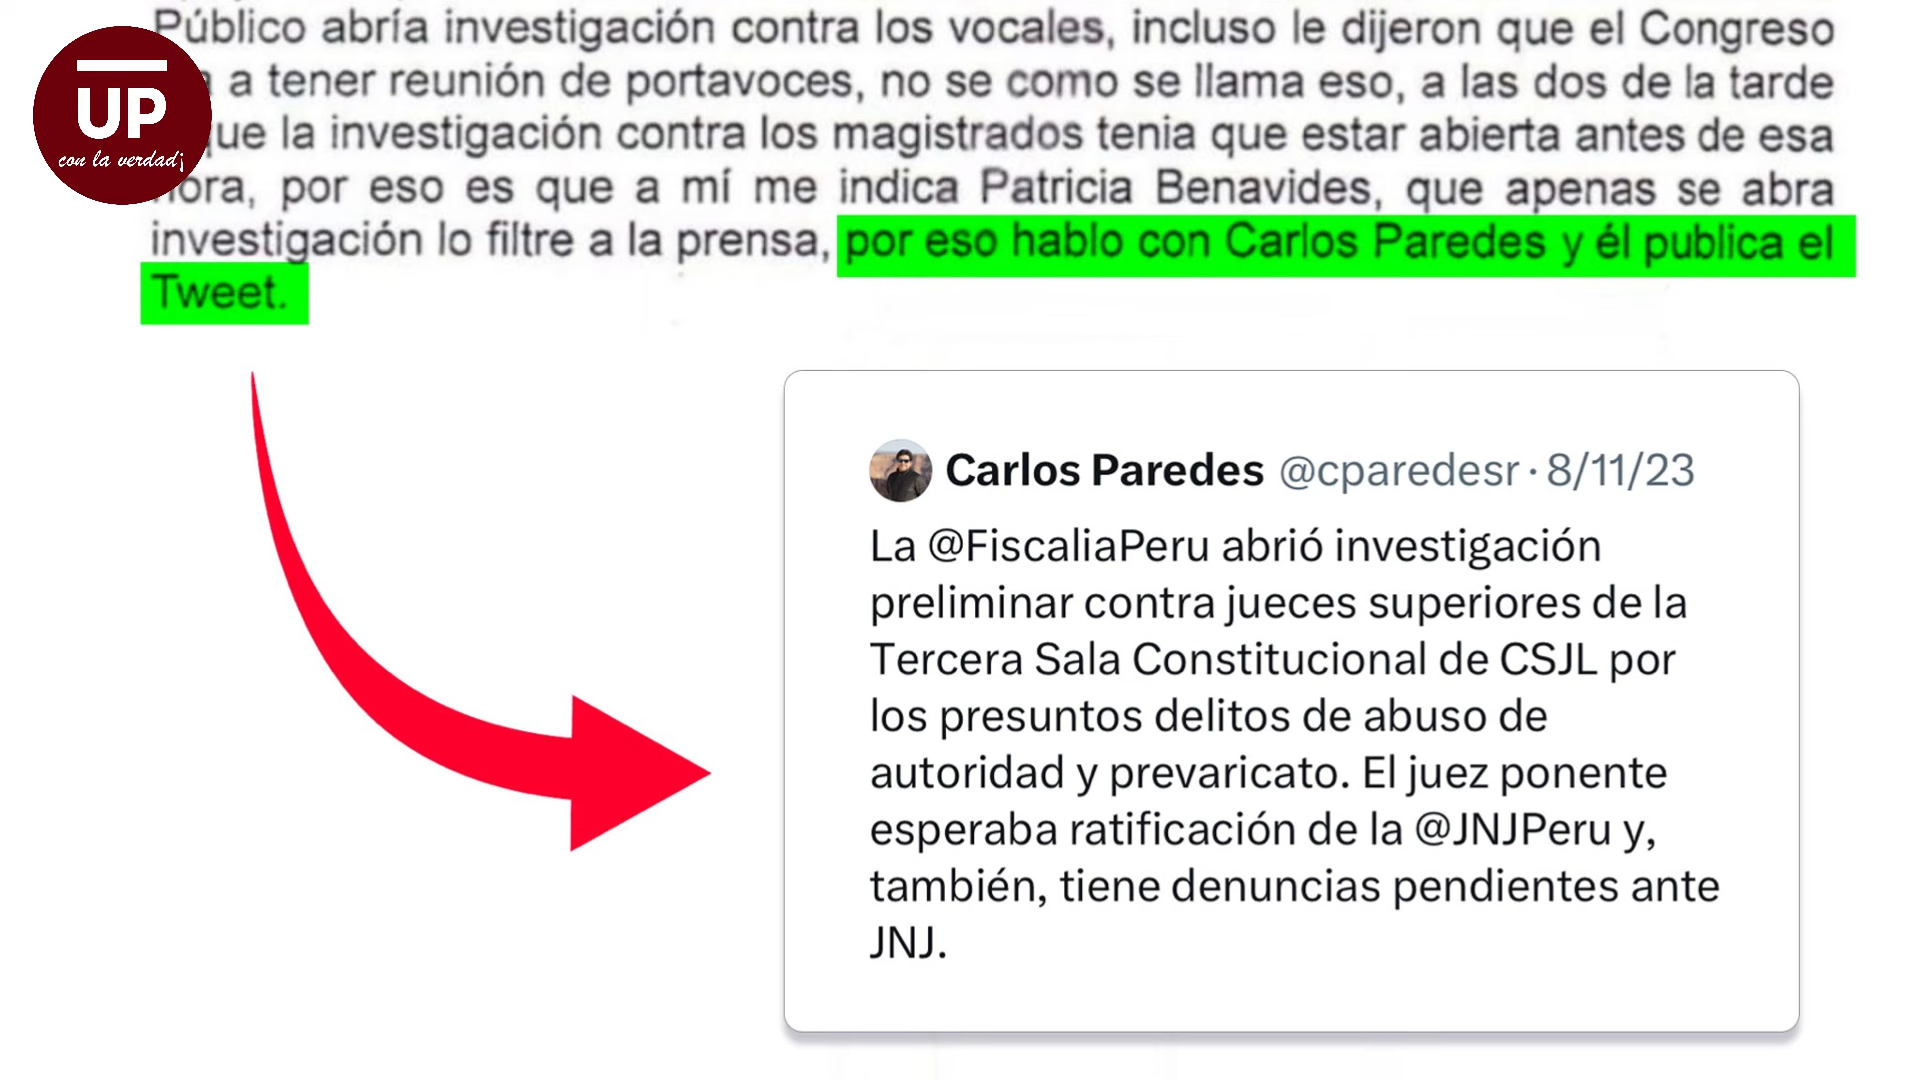 Público abría investigación contra los vocales, incluso le dijeron que el Congreso
a tener reunión de portavoces, no se como se llama eso, a las dos de la tarde
que la investigación contra los magistrados tenia que estar abierta antes de esa
hora, por eso es que a mí me indica Patricia Benavides, que apenas se abra
investigación lo filtre a la prensa, por eso hablo con Carlos Paredes y él publica el
Tweet.
UP
con la verdad¡
Carlos Paredes @cparedesr · 8/11/23
La @FiscaliaPeru abrió investigación
preliminar contra jueces superiores de la
Tercera Sala Constitucional de CSJL por
los presuntos delitos de abuso de
autoridad y prevaricato. El juez ponente
esperaba ratificación de la @JNJPeru y,
también, tiene denuncias pendientes ante
JNJ.